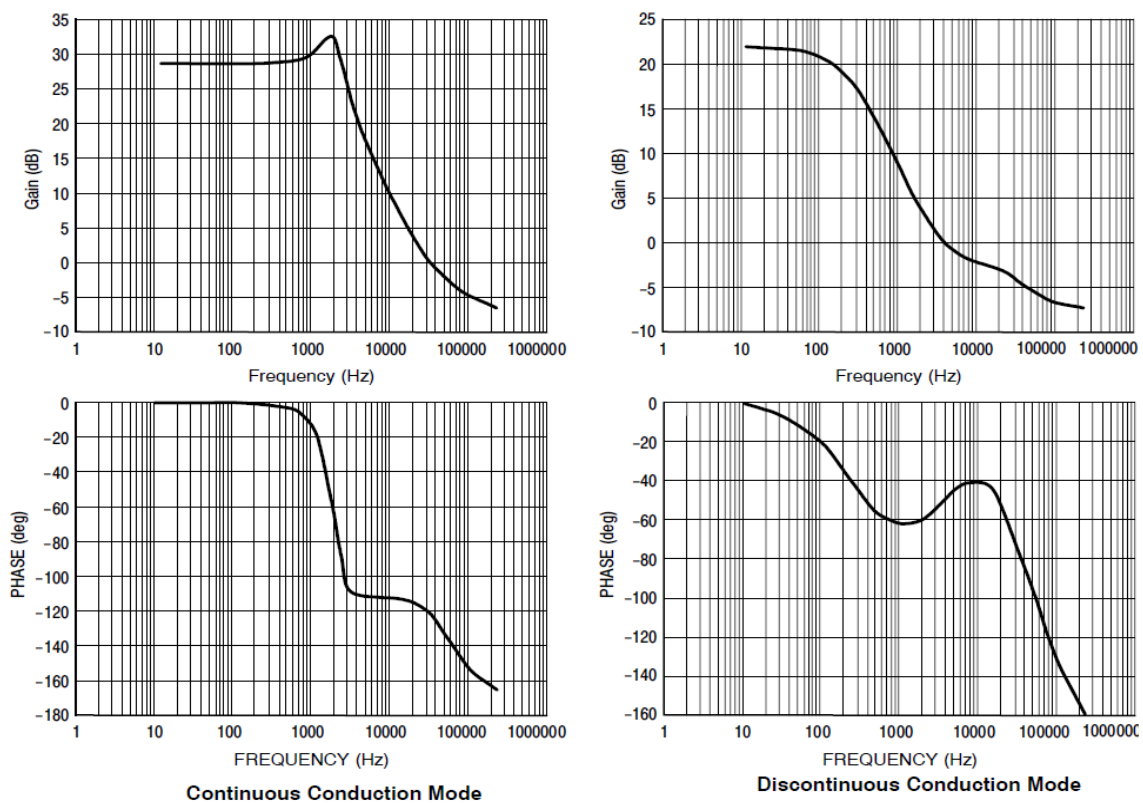 35
30
25
30
15
10
5
0
−5
−10
Gain (dB)
1 10 100 1000 10000 100000 1000000
Frequency (Hz)
25
20
15
20
10
5
0
−5
−10
Gain (dB)
1 10 100 1000 10000 100000 1000000
Frequency (Hz)
0
−20
−40
−60
−80
−100
−120
−140
−160
−180
PHASE (deg)
1 10 100 1000 10000 100000 1000000
FREQUENCY (Hz)
Continuous Conduction Mode
0
−20
−40
−60
−80
−100
−120
−140
−160
PHASE (deg)
1 10 100 1000 10000 100000 1000000
FREQUENCY (Hz)
Discontinuous Conduction Mode